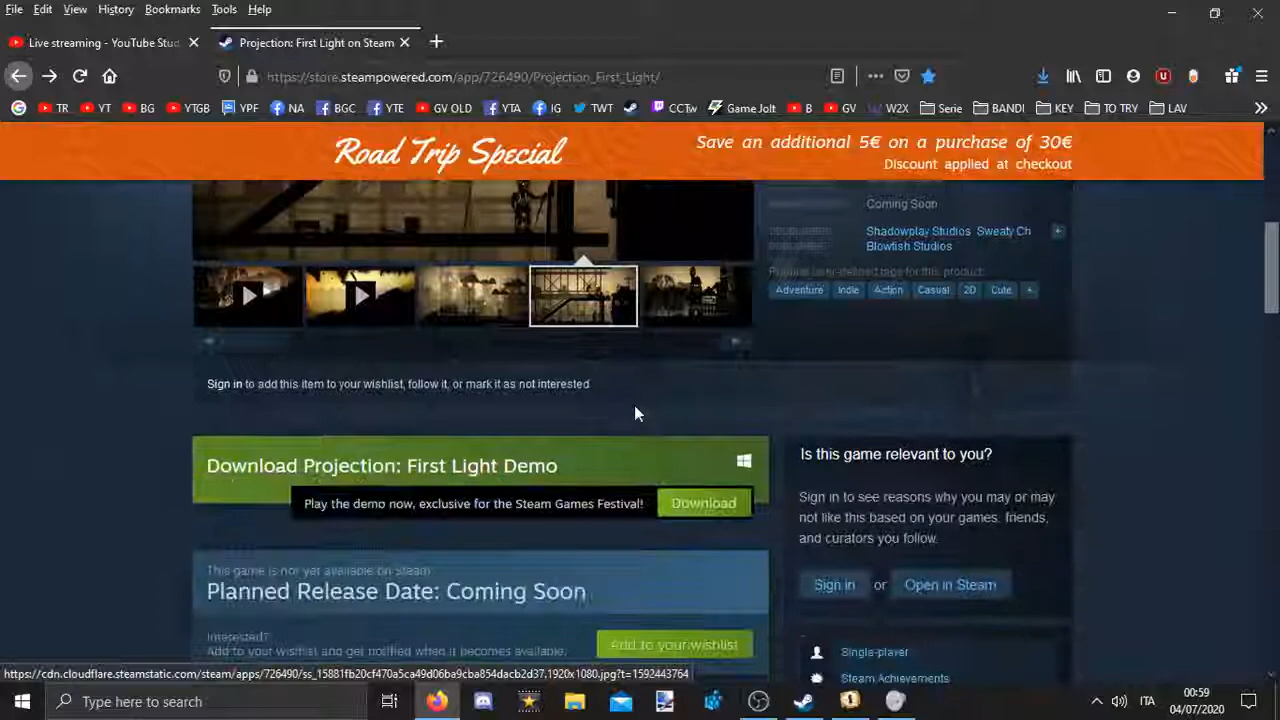 File Edit View History Bookmarks Tools Help
Live streaming - YouTube Stud
Projection: First Light on Steam
https://store.steampowered.com/app/726490/Projection_First_Light/
TR YT BG YTGB YPF NA BGC YTE GV OLD YTA IG TWT CCTw Game Jolt B GV W2X Serie BANDI KEY TO TRY LAV
Road Trip Special
Save an additional 5€ on a purchase of 30€
Discount applied at checkout
Coming Soon
Shadowplay Studios Sweaty Ch
Blowfish Studios
Popular user-defined tags for this product:
Adventure Indie Action Casual 2D Cute +
Sign in to add this item to your wishlist, follow it, or mark it as not interested
Download Projection: First Light Demo
Play the demo now, exclusive for the Steam Games Festival! Download
Is this game relevant to you?
Sign in to see reasons why you may or
may not like this based on your games, friends,
and curators you follow.
Sign in or Open in Steam
This game is not yet available on Steam
Planned Release Date: Coming Soon
Interested?
Add to your wishlist and get notified when it becomes available.
Add to your wishlist
Single-player
Steam Achievements
https://cdn.cloudflare.steamstatic.com/steam/apps/726490/ss_15881fb20cf470a5ca49d06ba9cba854dacb2d37.1920x1080.jpg?t=1592443764
Type here to search
ITA
00:59
04/07/2020